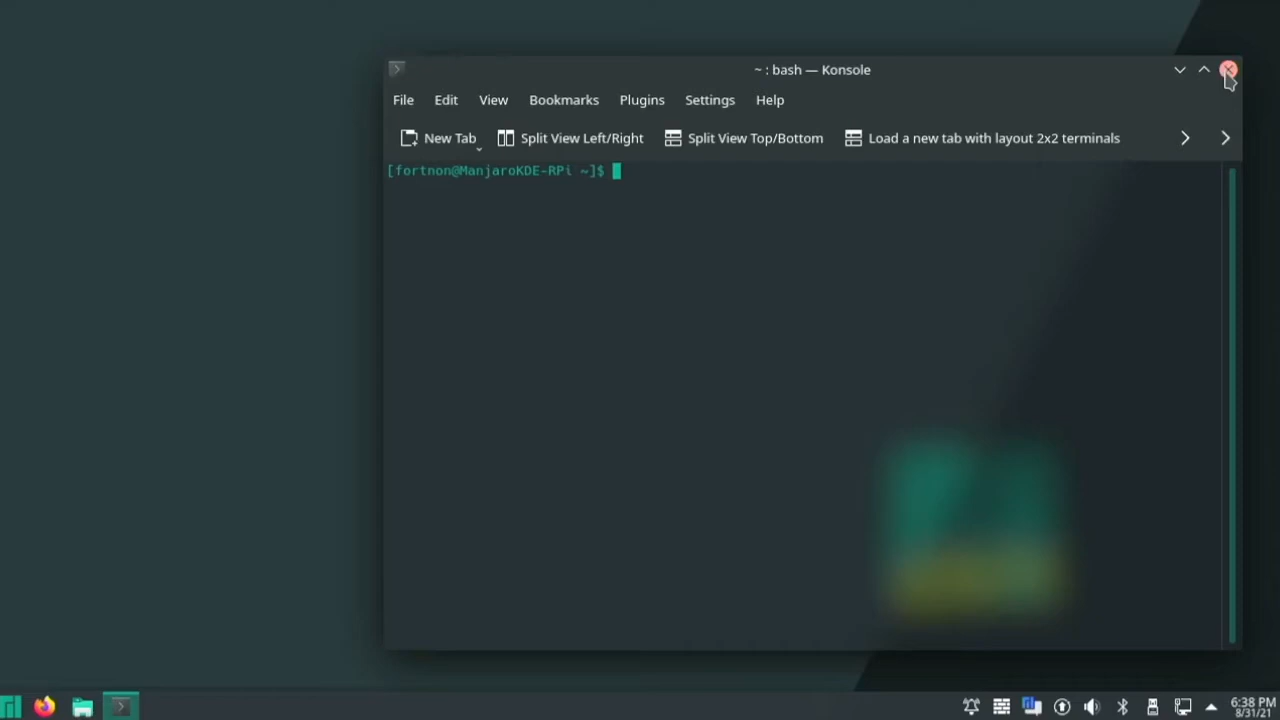 ~ : bash — Konsole
File Edit View Bookmarks Plugins Settings Help
New Tab Split View Left/Right Split View Top/Bottom Load a new tab with layout 2x2 terminals
[fortnon@ManjaroKDE-RPi ~]$
6:38 PM
8/31/21